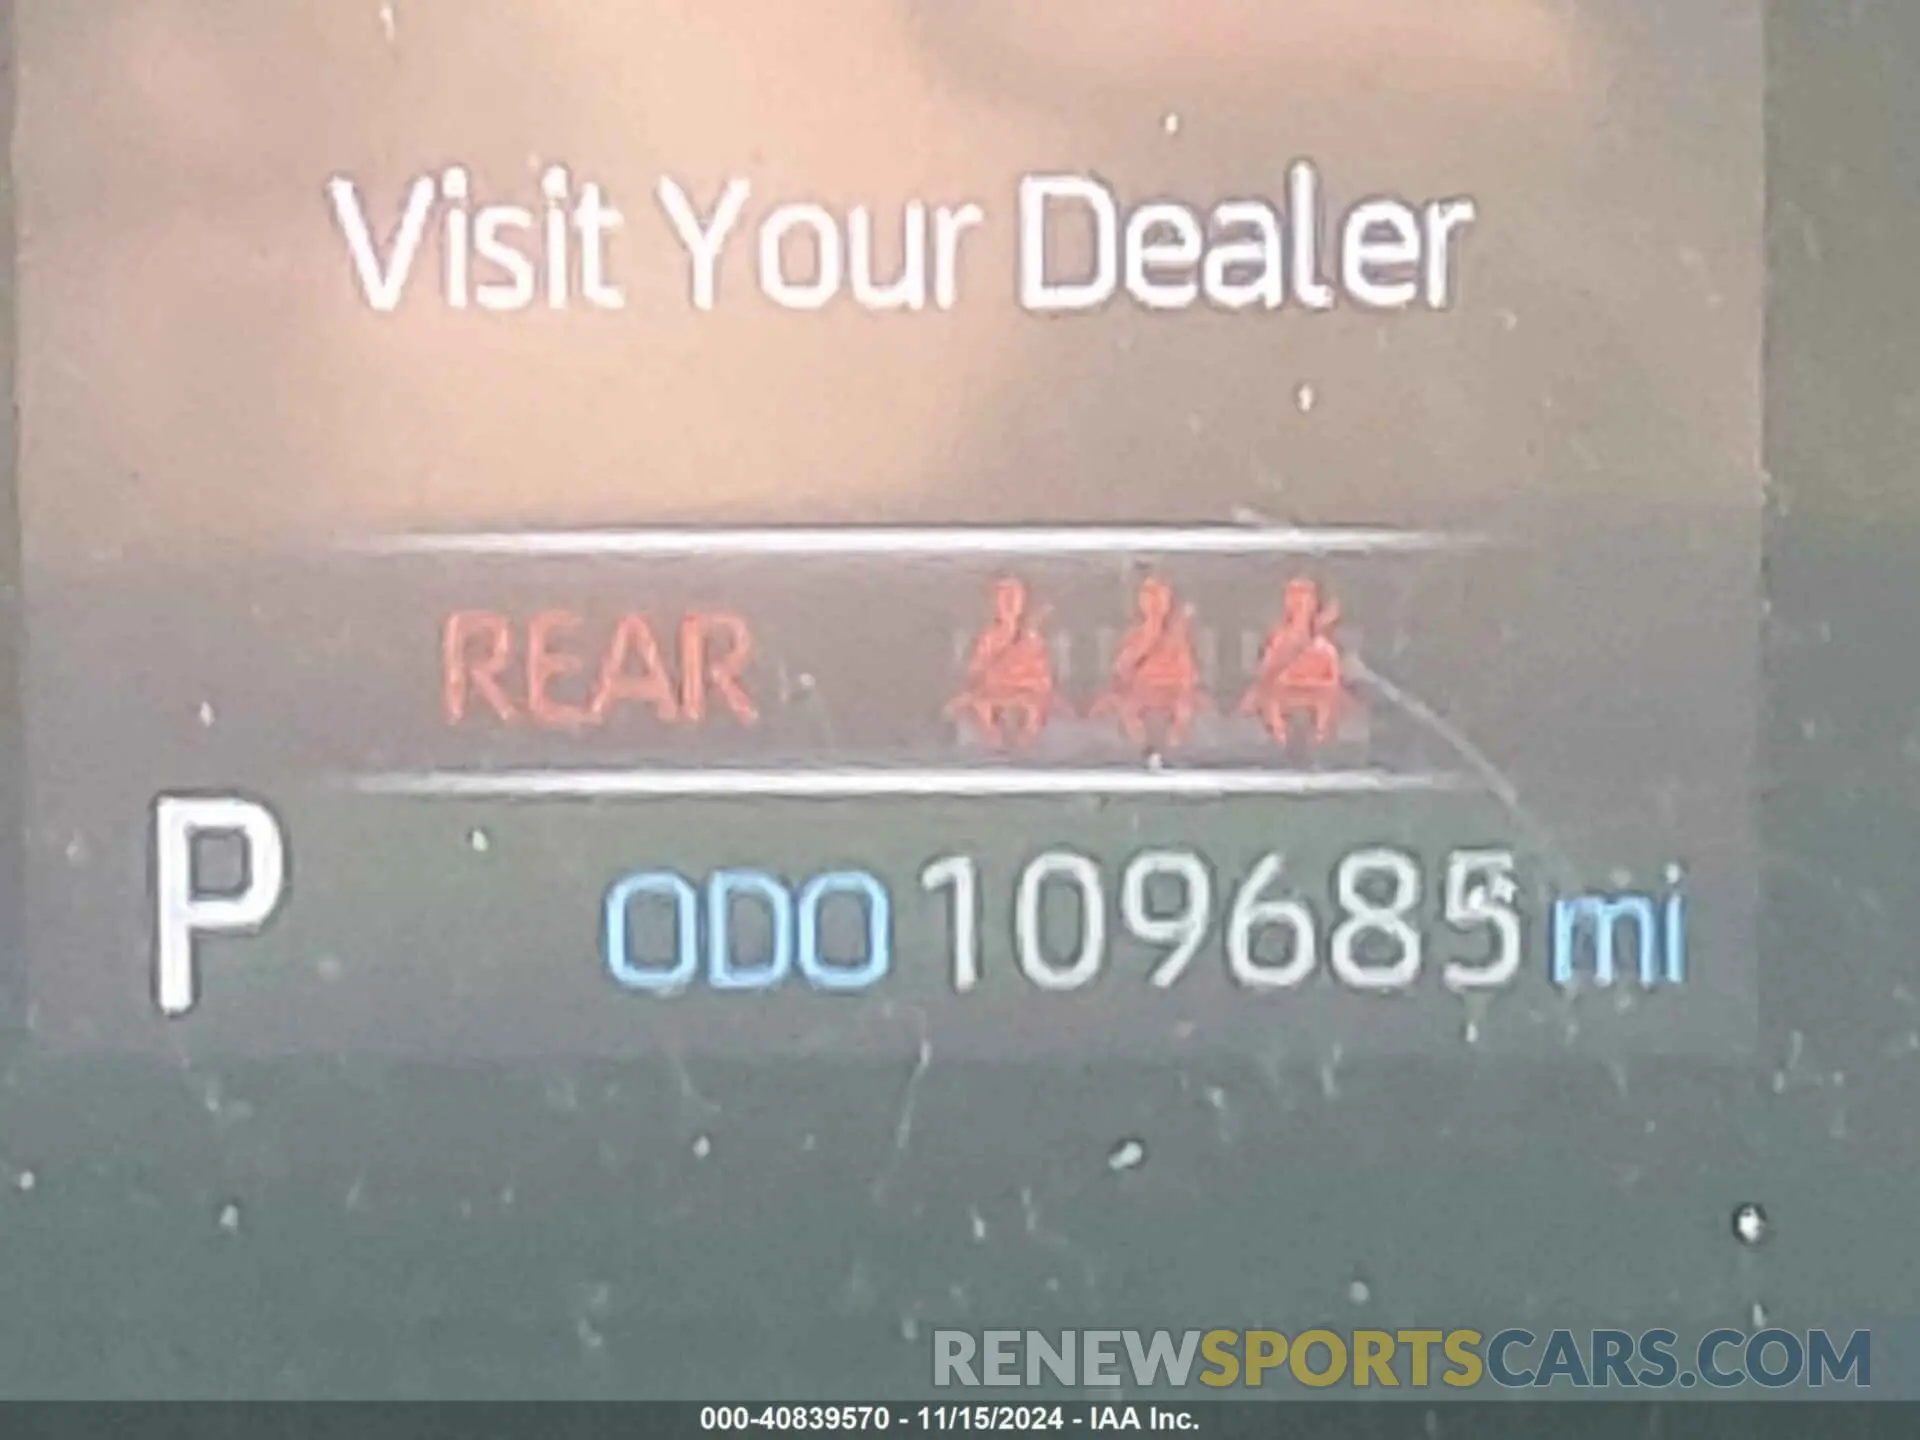 Visit Your Dealer
REAR
P ODO 109685 mi
RENEWSPORTSCARS.COM
000-40839570 - 11/15/2024 - IAA Inc.